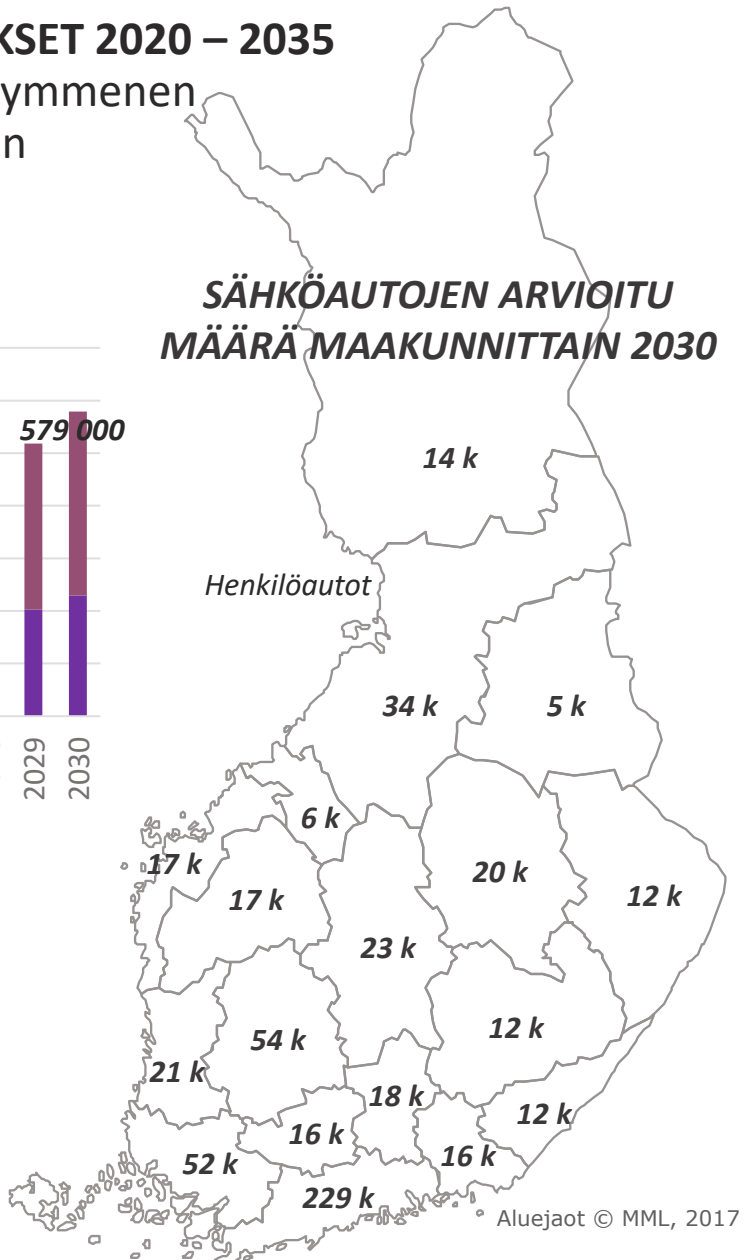 KSET 2020 – 2035
ymmenen
n
SÄHKÖAUTOJEN ARVIOITU
MÄÄRÄ MAAKUNNITTAIN 2030
579 000
2029
2030
Henkilöautot
14 k
34 k
5 k
6 k
17 k
17 k
20 k
12 k
23 k
54 k
12 k
21 k
18 k
12 k
16 k
16 k
52 k
229 k
Aluejaot © MML, 2017